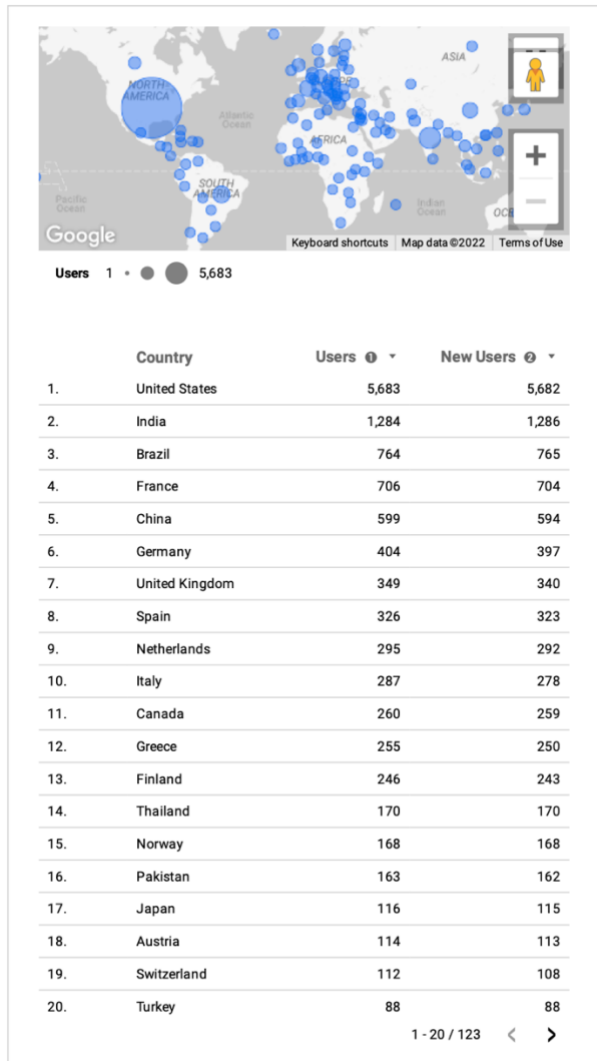 ASIA
NORTH
AMERICA
Atlantic
Ocean
AFRICA
SOUTH
AMERICA
Pacific
Ocean
Indian
Ocean
Google
Keyboard shortcuts Map data ©2022 Terms of Use
Users 1 5,683
Country Users 1 New Users 2
1. United States 5,683 5,682
2. India 1,284 1,286
3. Brazil 764 765
4. France 706 704
5. China 599 594
6. Germany 404 397
7. United Kingdom 349 340
8. Spain 326 323
9. Netherlands 295 292
10. Italy 287 278
11. Canada 260 259
12. Greece 255 250
13. Finland 246 243
14. Thailand 170 170
15. Norway 168 168
16. Pakistan 163 162
17. Japan 116 115
18. Austria 114 113
19. Switzerland 112 108
20. Turkey 88 88
1 - 20 / 123 < >